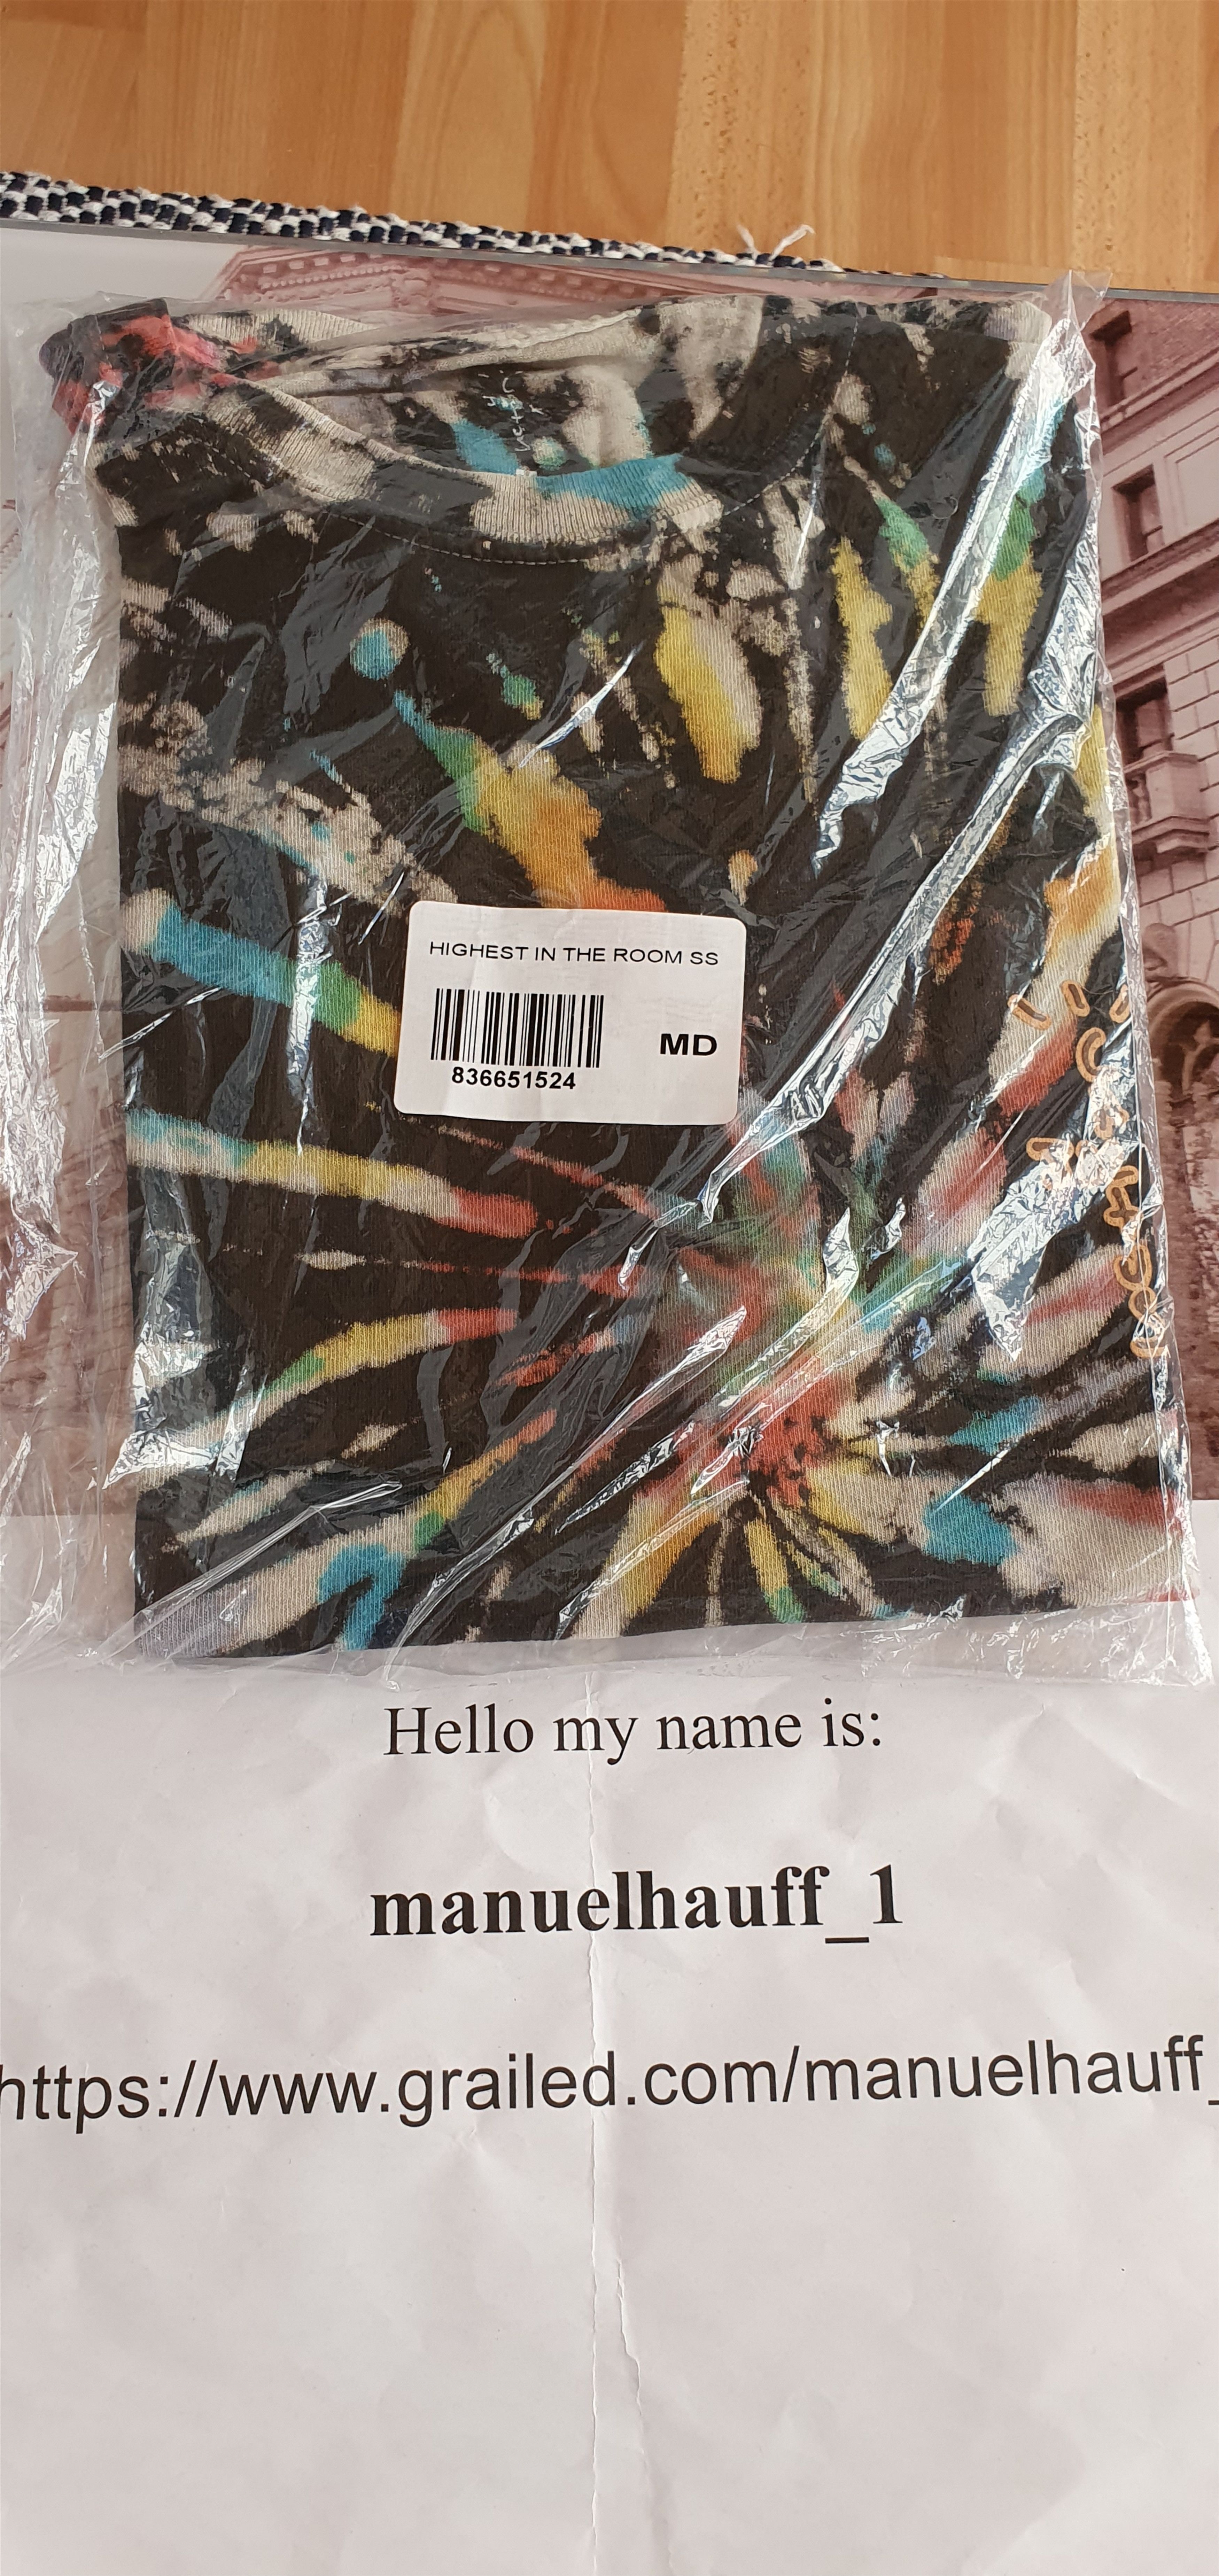 HIGHEST IN THE ROOM SS
MD
836651524
Hello my name is:
manuelhauff_1
https://www.grailed.com/manuelhauff_